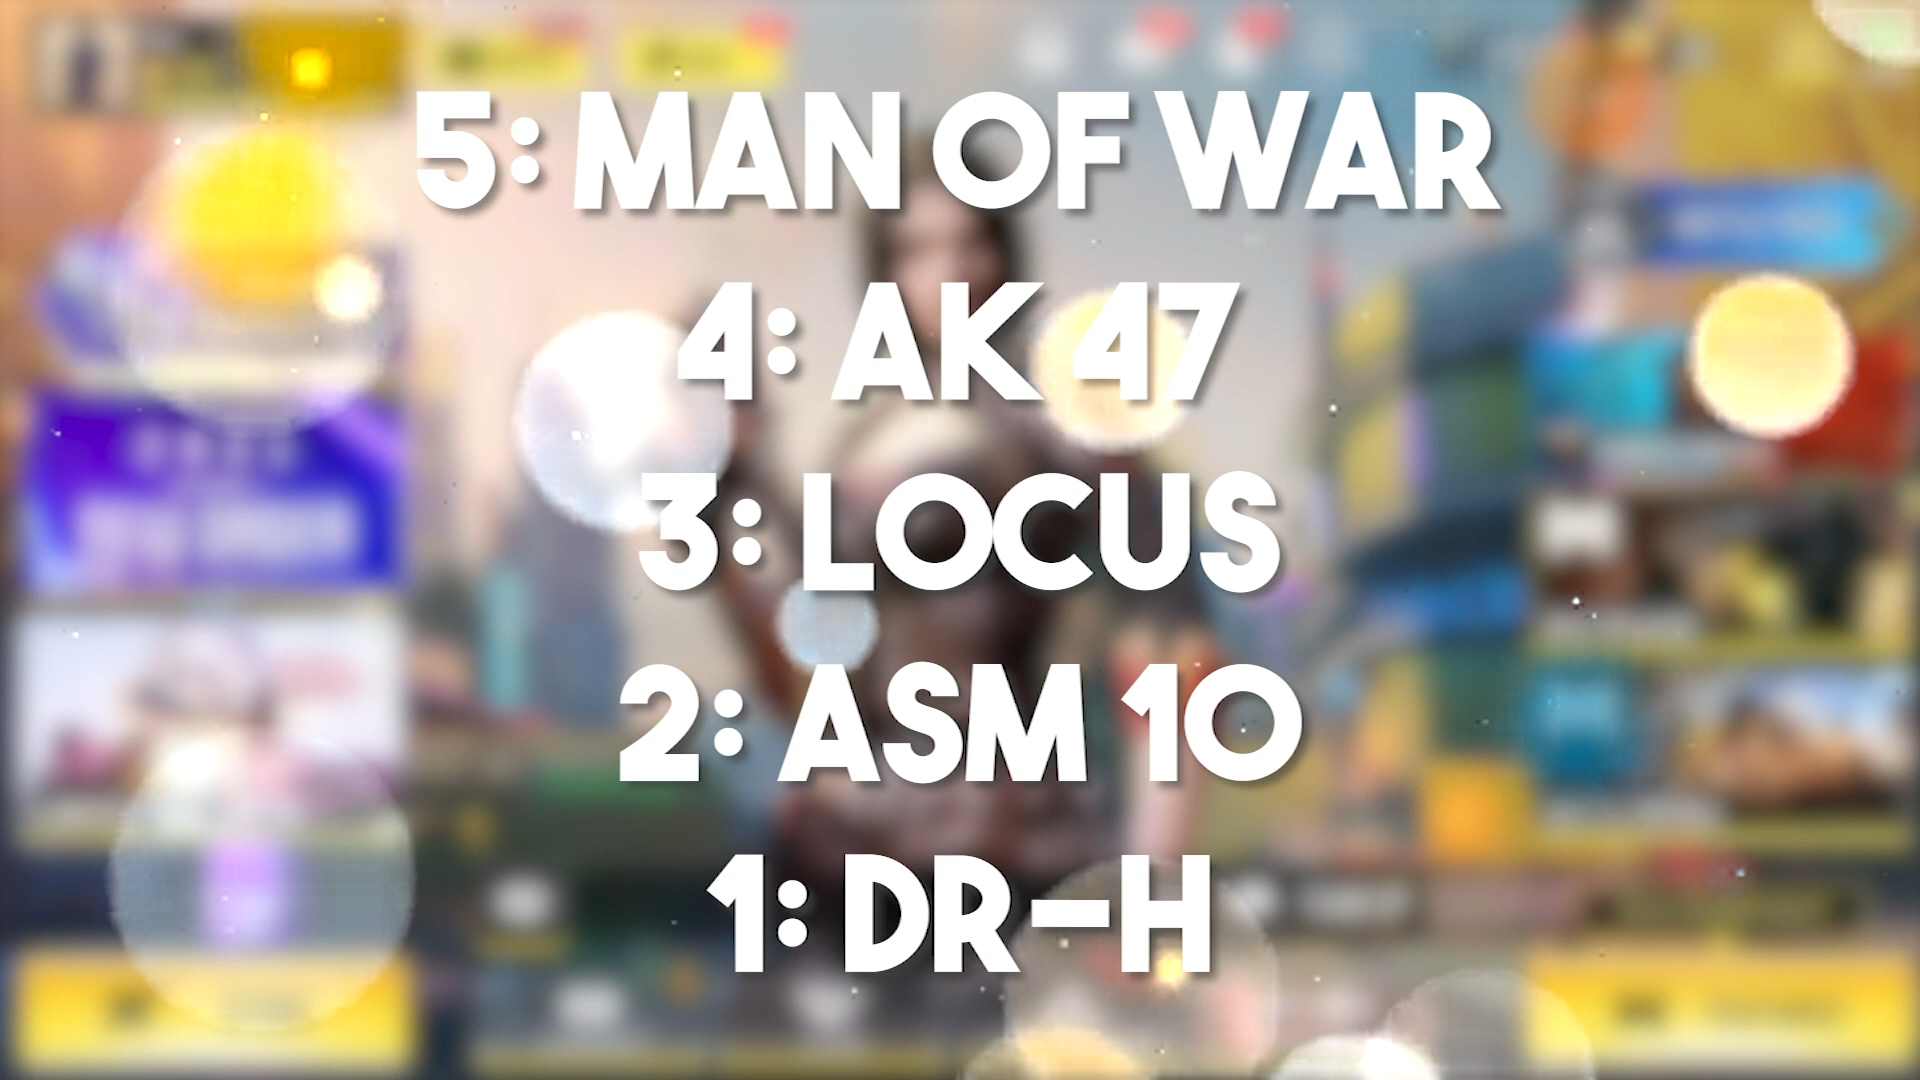 5: MAN OF WAR
4: AK 47
3: LOCUS
2: ASM 10
1: DR-H